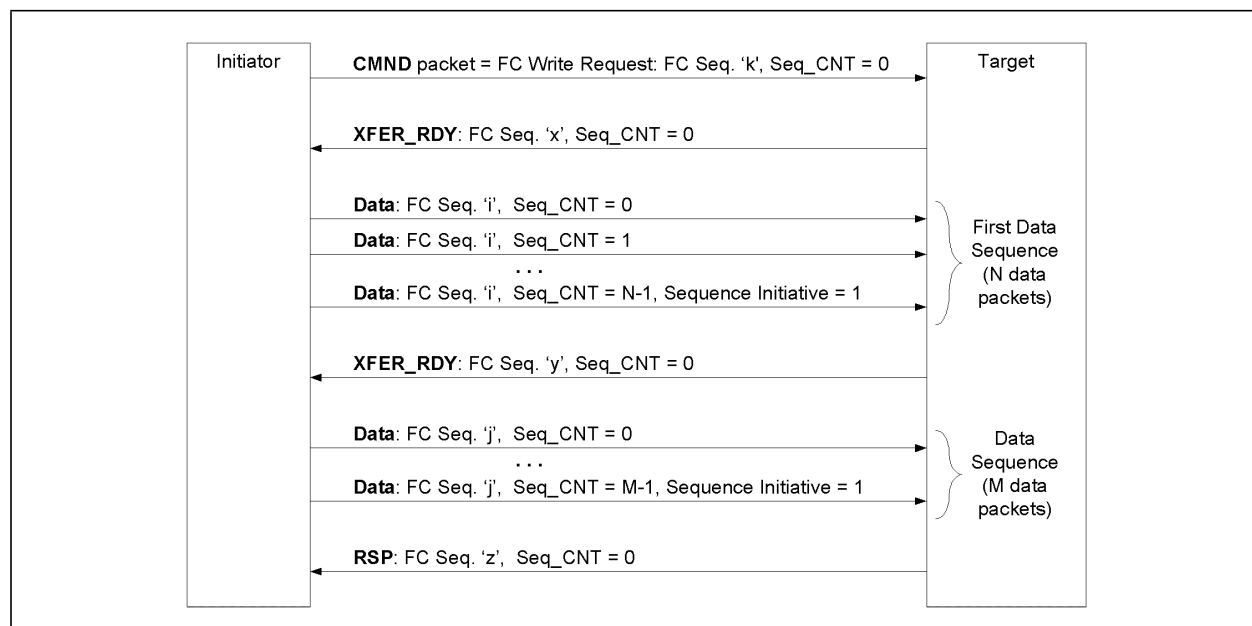 Initiator
Target
CMND packet = FC Write Request: FC Seq. 'k', Seq_CNT = 0
XFER_RDY: FC Seq. 'x', Seq_CNT = 0
Data: FC Seq. 'i', Seq_CNT = 0
Data: FC Seq. 'i', Seq_CNT = 1
...
Data: FC Seq. 'i', Seq_CNT = N-1, Sequence Initiative = 1
First Data
Sequence
(N data
packets)
XFER_RDY: FC Seq. 'y', Seq_CNT = 0
Data: FC Seq. 'j', Seq_CNT = 0
...
Data: FC Seq. 'j', Seq_CNT = M-1, Sequence Initiative = 1
Data
Sequence
(M data
packets)
RSP: FC Seq. 'z', Seq_CNT = 0